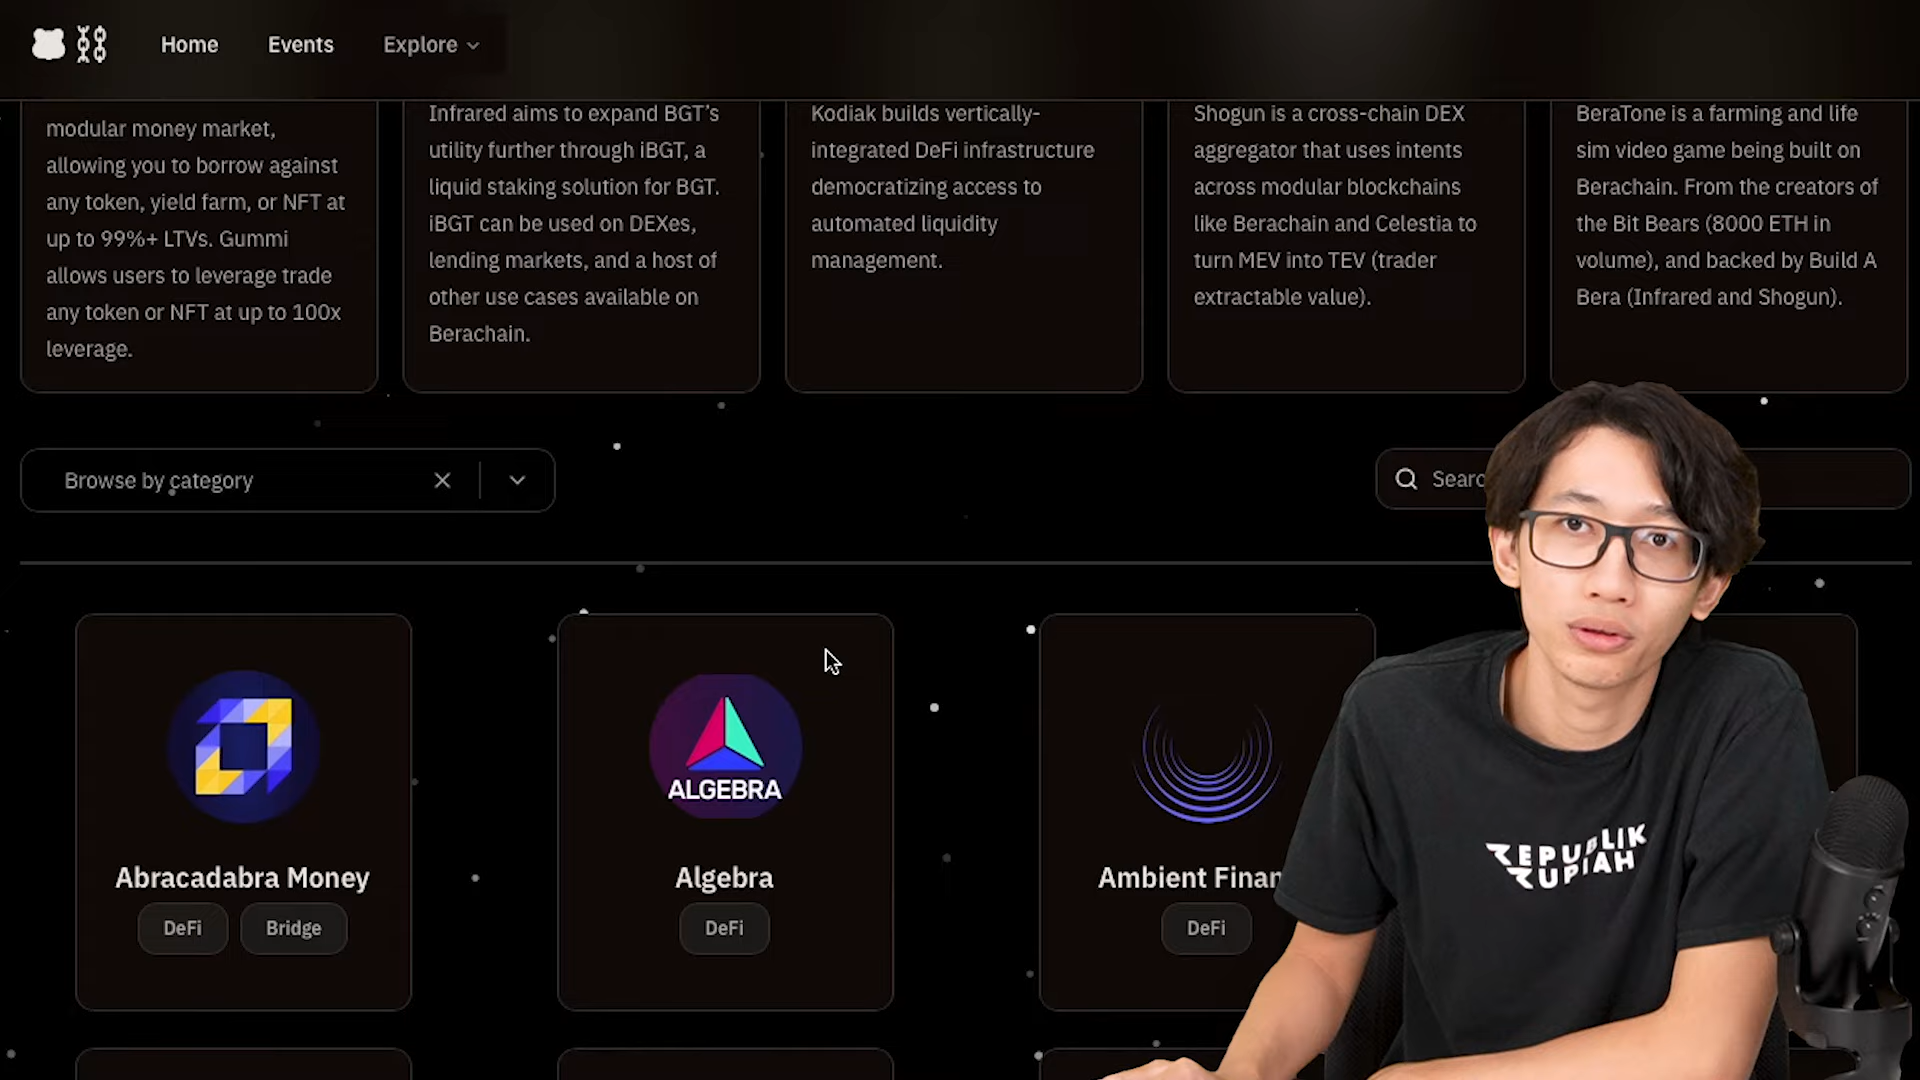 Home
Events
Explore
modular money market,
allowing you to borrow against
any token, yield farm, or NFT at
up to 99%+ LTVs. Gummi
allows users to leverage trade
any token or NFT at up to 100x
leverage.
Infrared aims to expand BGT's
utility further through iBGT, a
liquid staking solution for BGT.
iBGT can be used on DEXes,
lending markets, and a host of
other use cases available on
Berachain.
Kodiak builds vertically-
integrated DeFi infrastructure
democratizing access to
automated liquidity
management.
Shogun is a cross-chain DEX
aggregator that uses intents
across modular blockchains
like Berachain and Celestia to
turn MEV into TEV (trader
extractable value).
BeraTone is a farming and life
sim video game being built on
Berachain. From the creators of
the Bit Bears (8000 ETH in
volume), and backed by Build A
Bera (Infrared and Shogun).
Browse by category
Searc
Abracadabra Money
DeFi
Bridge
ALGEBRA
Algebra
DeFi
Ambient Finan
DeFi
REPUBLIK
RUPIAH